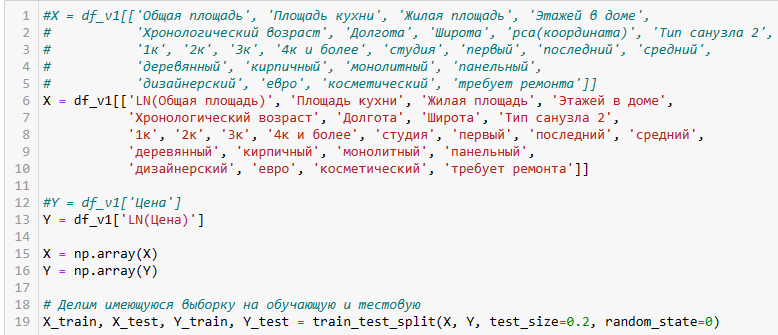 1 #X = df_v1[['Общая площадь', 'Площадь кухни', 'Жилая площадь', 'Этажей в доме',
2 #           'Хронологический возраст', 'Долгота', 'Широта', 'pca(координата)', 'Тип санузла 2',
3 #           '1к', '2к', '3к', '4к и более', 'студия', 'первый', 'последний', 'средний',
4 #           'деревянный', 'кирпичный', 'монолитный', 'панельный',
5 #           'дизайнерский', 'евро', 'косметический', 'требует ремонта']]
6 X = df_v1[['LN(Общая площадь)', 'Площадь кухни', 'Жилая площадь', 'Этажей в доме',
7            'Хронологический возраст', 'Долгота', 'Широта', 'Тип санузла 2',
8            '1к', '2к', '3к', '4к и более', 'студия', 'первый', 'последний', 'средний',
9            'деревянный', 'кирпичный', 'монолитный', 'панельный',
10            'дизайнерский', 'евро', 'косметический', 'требует ремонта']]
11
12 #Y = df_v1['Цена']
13 Y = df_v1['LN(Цена)']
14
15 X = np.array(X)
16 Y = np.array(Y)
17
18 # Делим имеющуюся выборку на обучающую и тестовую
19 X_train, X_test, Y_train, Y_test = train_test_split(X, Y, test_size=0.2, random_state=0)